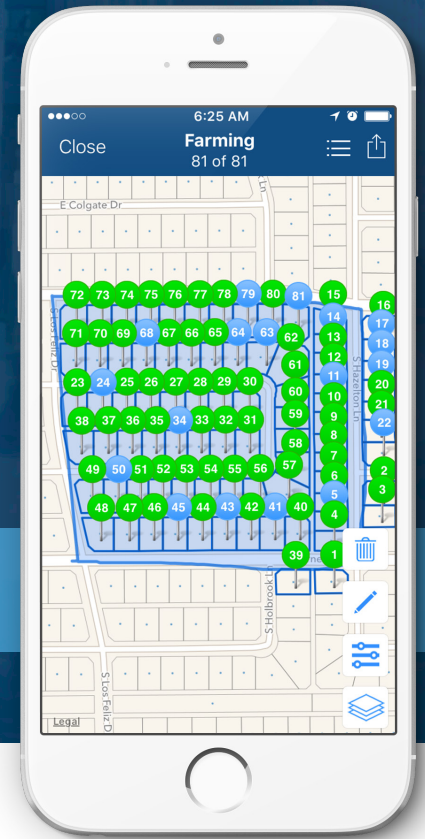 6:25 AM
Close
Farming
81 of 81
E Colgate Dr
Ln
72 73 74 75 76 77 78 79 80 81 15
16
S Los Feliz Dr
14 17
71 70 69 68 67 66 65 64 63 62 13 18
12 19
61 11 20
23 24 25 26 27 28 29 30 60 10 21
S Hazelton Ln
38 37 36 35 34 33 32 31 59 9 22
58 8
7
49 50 51 52 53 54 55 56 57 6 2
5 3
48 47 46 45 44 43 42 41 40 4
39 1
S Holbrook Ln
S Los Feliz D
Legal